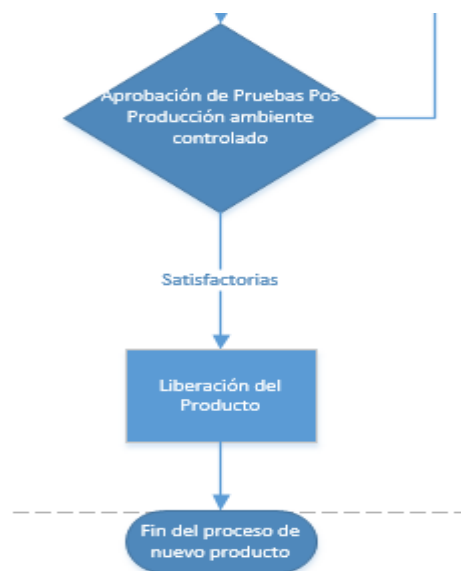 Aprobación de Pruebas Pos
Producción ambiente
controlado
Satisfactorias
Liberación del
Producto
Fin del proceso de
nuevo producto